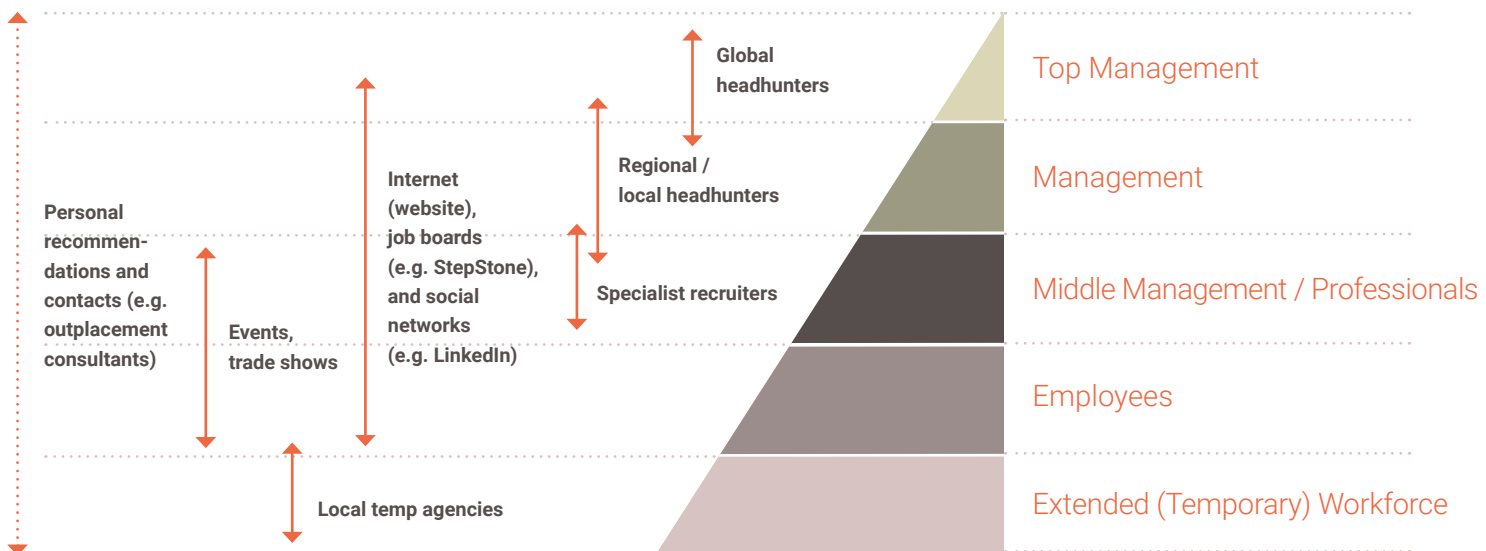 Personal
recommen-
dations and
contacts (e.g.
outplacement
consultants)
Events,
trade shows
Local temp agencies
Internet
(website),
job boards
(e.g. StepStone),
and social
networks
(e.g. LinkedIn)
Specialist recruiters
Regional /
local headhunters
Global
headhunters
Top Management
Management
Middle Management / Professionals
Employees
Extended (Temporary) Workforce